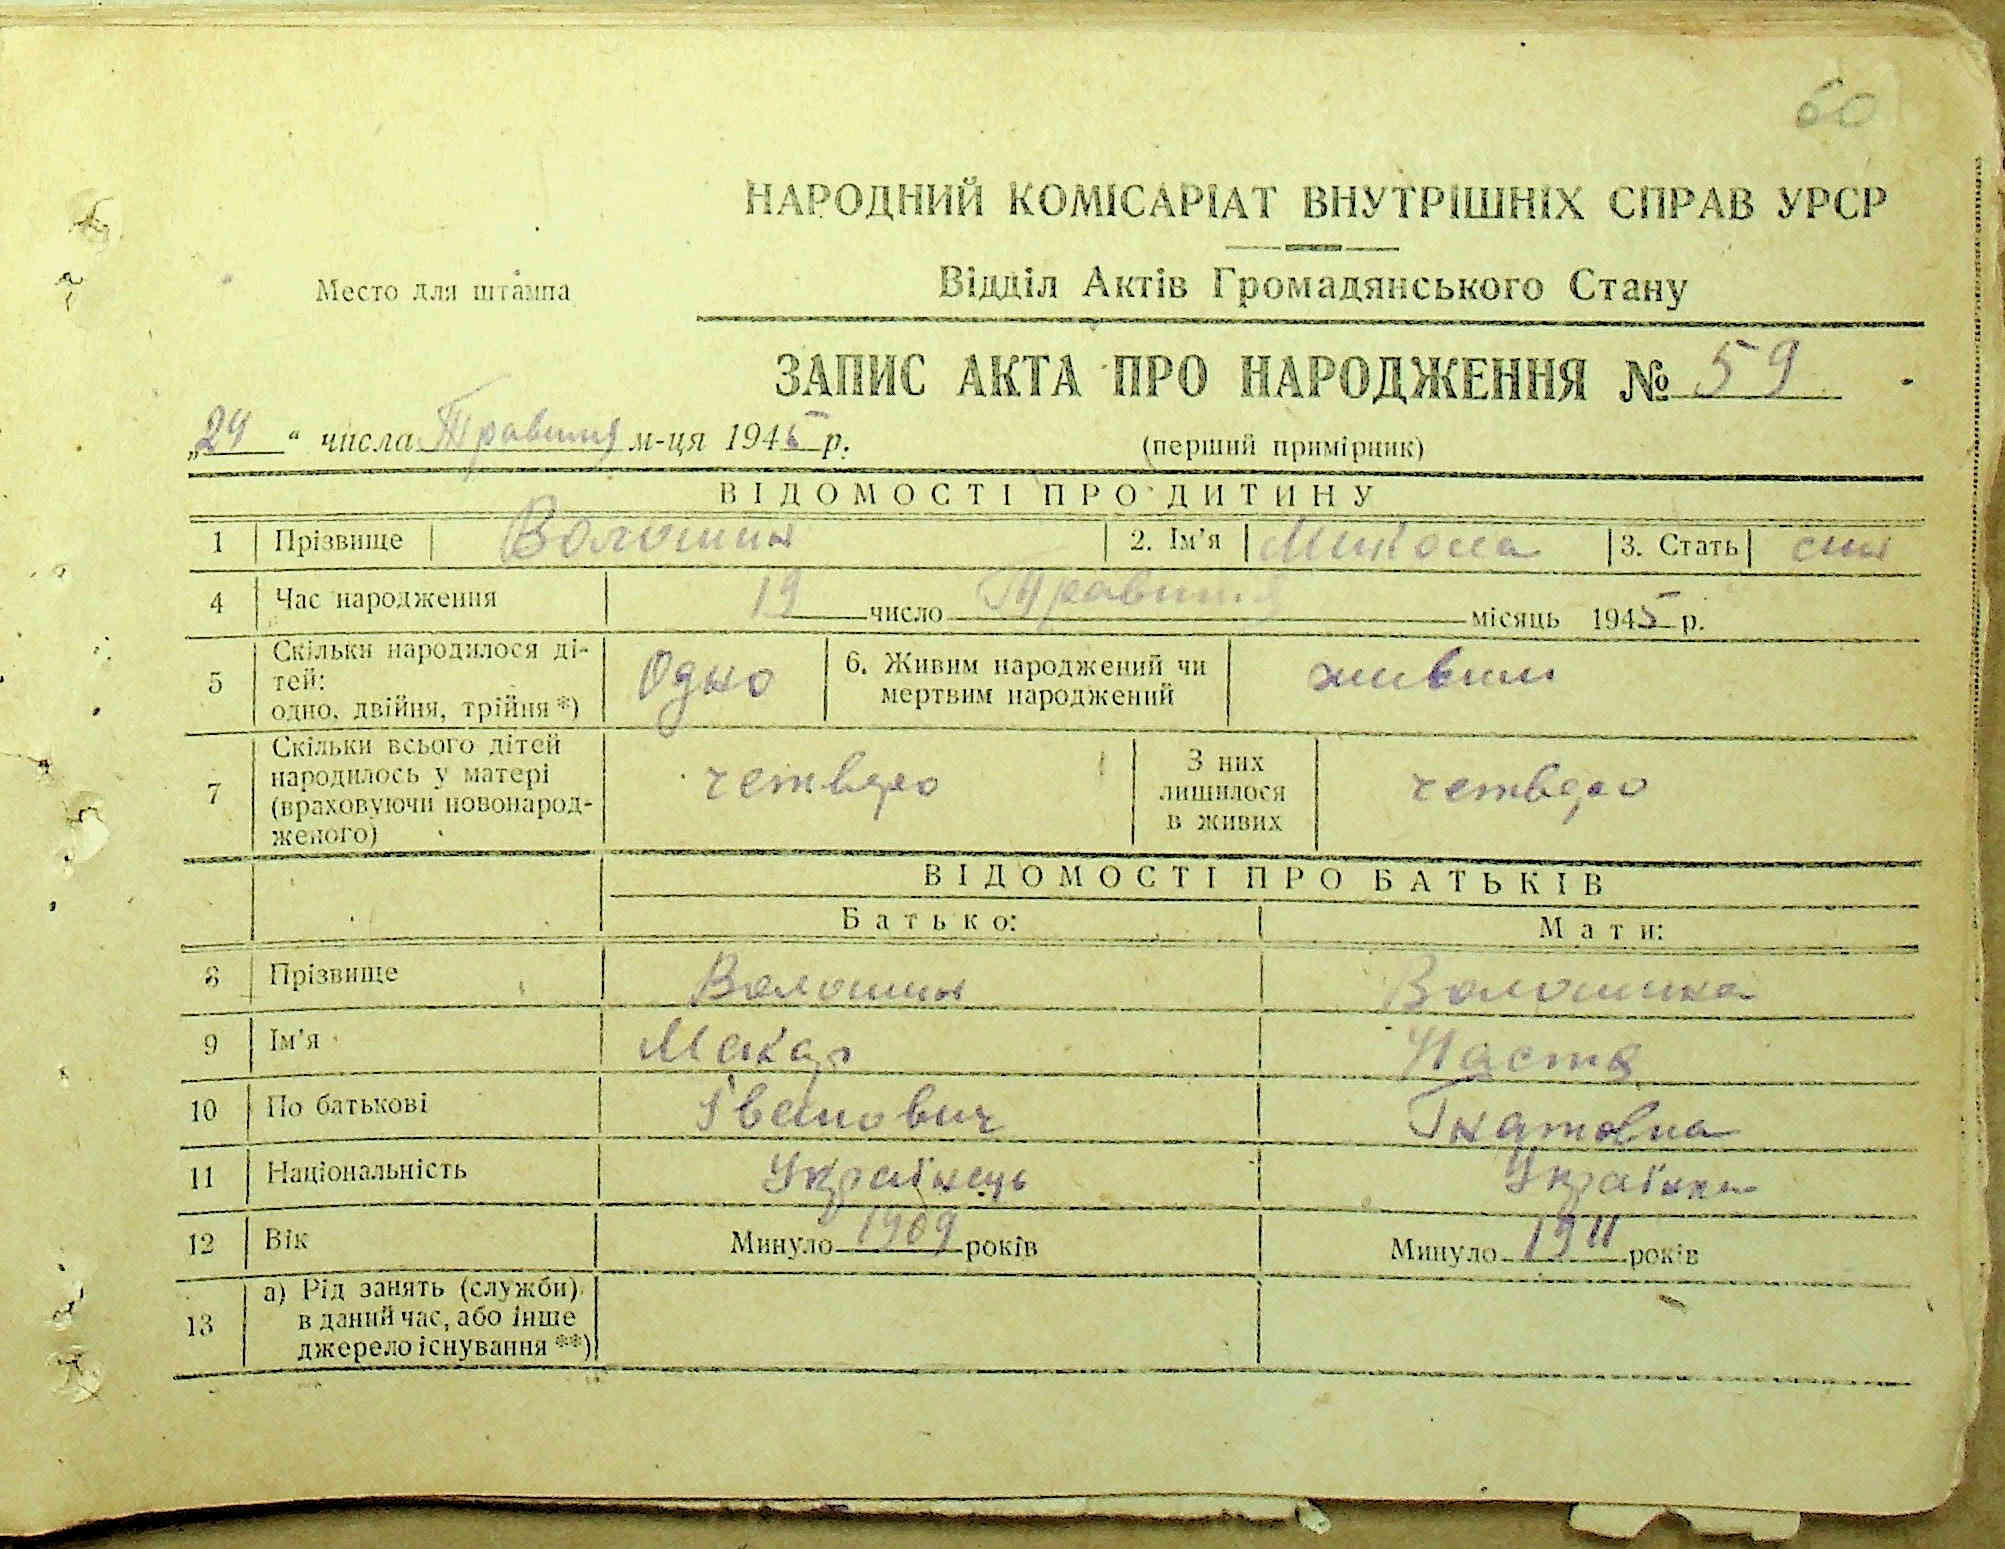 60
НАРОДНИЙ КОМІСАРІАТ ВНУТРІШНІХ СПРАВ УРСР
Место для штампа
Відділ Актів Громадянського Стану
ЗАПИС АКТА ПРО НАРОДЖЕННЯ № 59
„24" числа Травня м-ця 1945 р.
(перший примірник)
ВІДОМОСТІ ПРО ДИТИНУ
1 Прізвище Волошин 2. Ім'я Микола 3. Стать син
4 Час народження 19 число Травня місяць 1945 р.
5 Скільки народилося ді-
тей:
одно, двійня, трійня *) Одно 6. Живим народжений чи
мертвим народжений живим
7 Скільки всього дітей
народилось у матері
(враховуючи новонарод-
женого) четверо З них
лишилося
в живих четверо
ВІДОМОСТІ ПРО БАТЬКІВ
Батько: Мати:
8 Прізвище Волошин Волошина
9 Ім'я Макар Настя
10 По батькові Іванович Гнатовна
11 Національність Українець Українка
12 Вік Минуло 1909 років Минуло 1911 років
13 а) Рід занять (служби)
в даний час, або інше
джерело існування **)